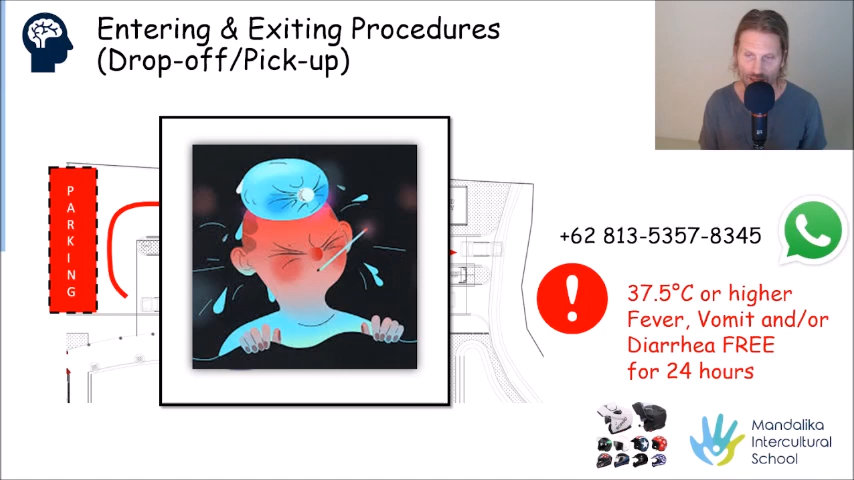 Entering & Exiting Procedures
(Drop-off/Pick-up)
PARKING
+62 813-5357-8345
!
37.5°C or higher
Fever, Vomit and/or
Diarrhea FREE
for 24 hours
Mandalika
Intercultural
School